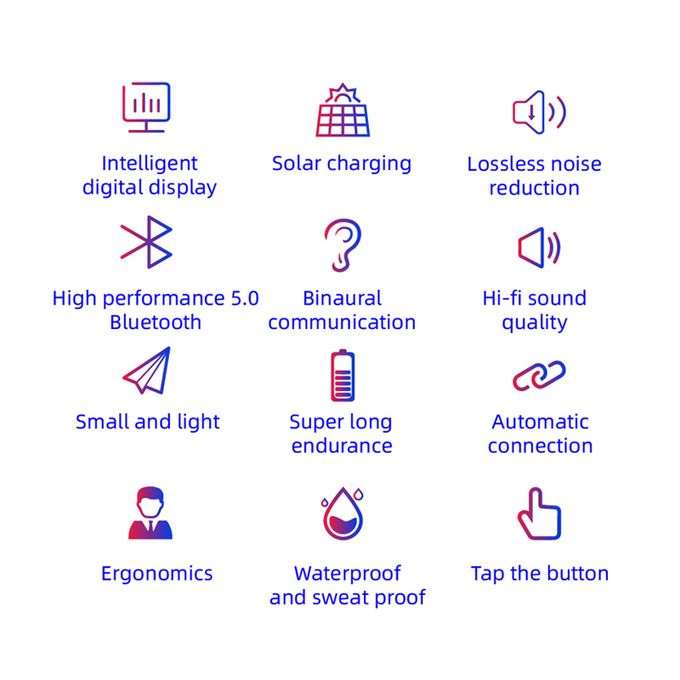 Intelligent
digital display
Solar charging
Lossless noise
reduction
High performance 5.0
Bluetooth
Binaural
communication
Hi-fi sound
quality
Small and light
Super long
endurance
Automatic
connection
Ergonomics
Waterproof
and sweat proof
Tap the button